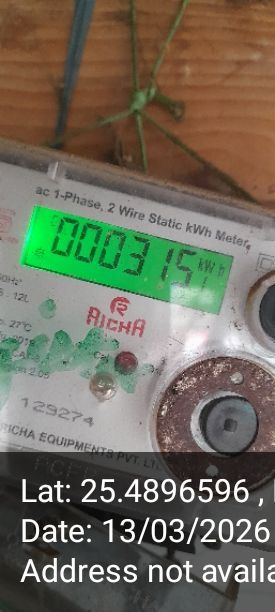 ac 1-Phase, 2 Wire Static kWh Meter
000315 kWh
RICHA
129274
RICHA EQUIPMENTS PVT. LT
Lat: 25.4896596 ,
Date: 13/03/2026
Address not availa